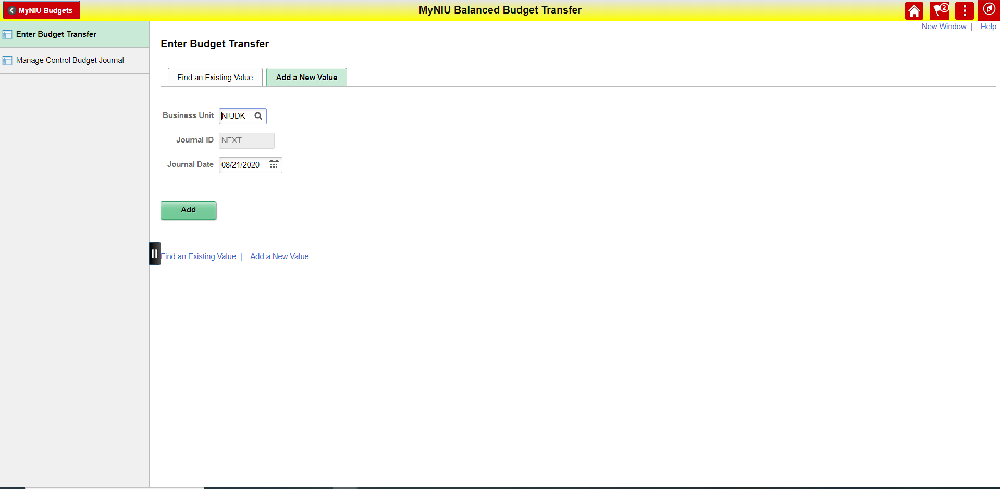 MyNIU Budgets
MyNIU Balanced Budget Transfer
2
New Window | Help
Enter Budget Transfer
Manage Control Budget Journal
Enter Budget Transfer
Find an Existing Value
Add a New Value
Business Unit NIUDK
Journal ID NEXT
Journal Date 08/21/2020
Add
Find an Existing Value | Add a New Value